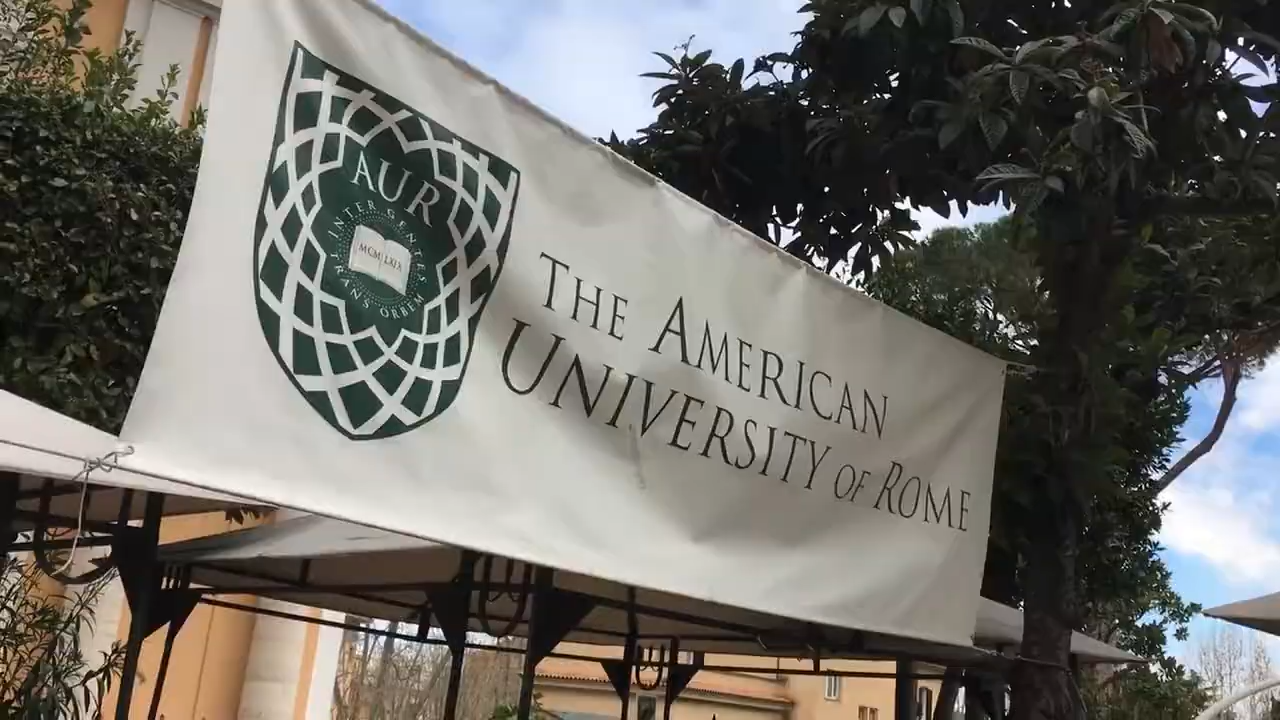 AUR
INTER GENTES
TRANS ORBEM
MCMLXIX
THE AMERICAN
UNIVERSITY OF ROME